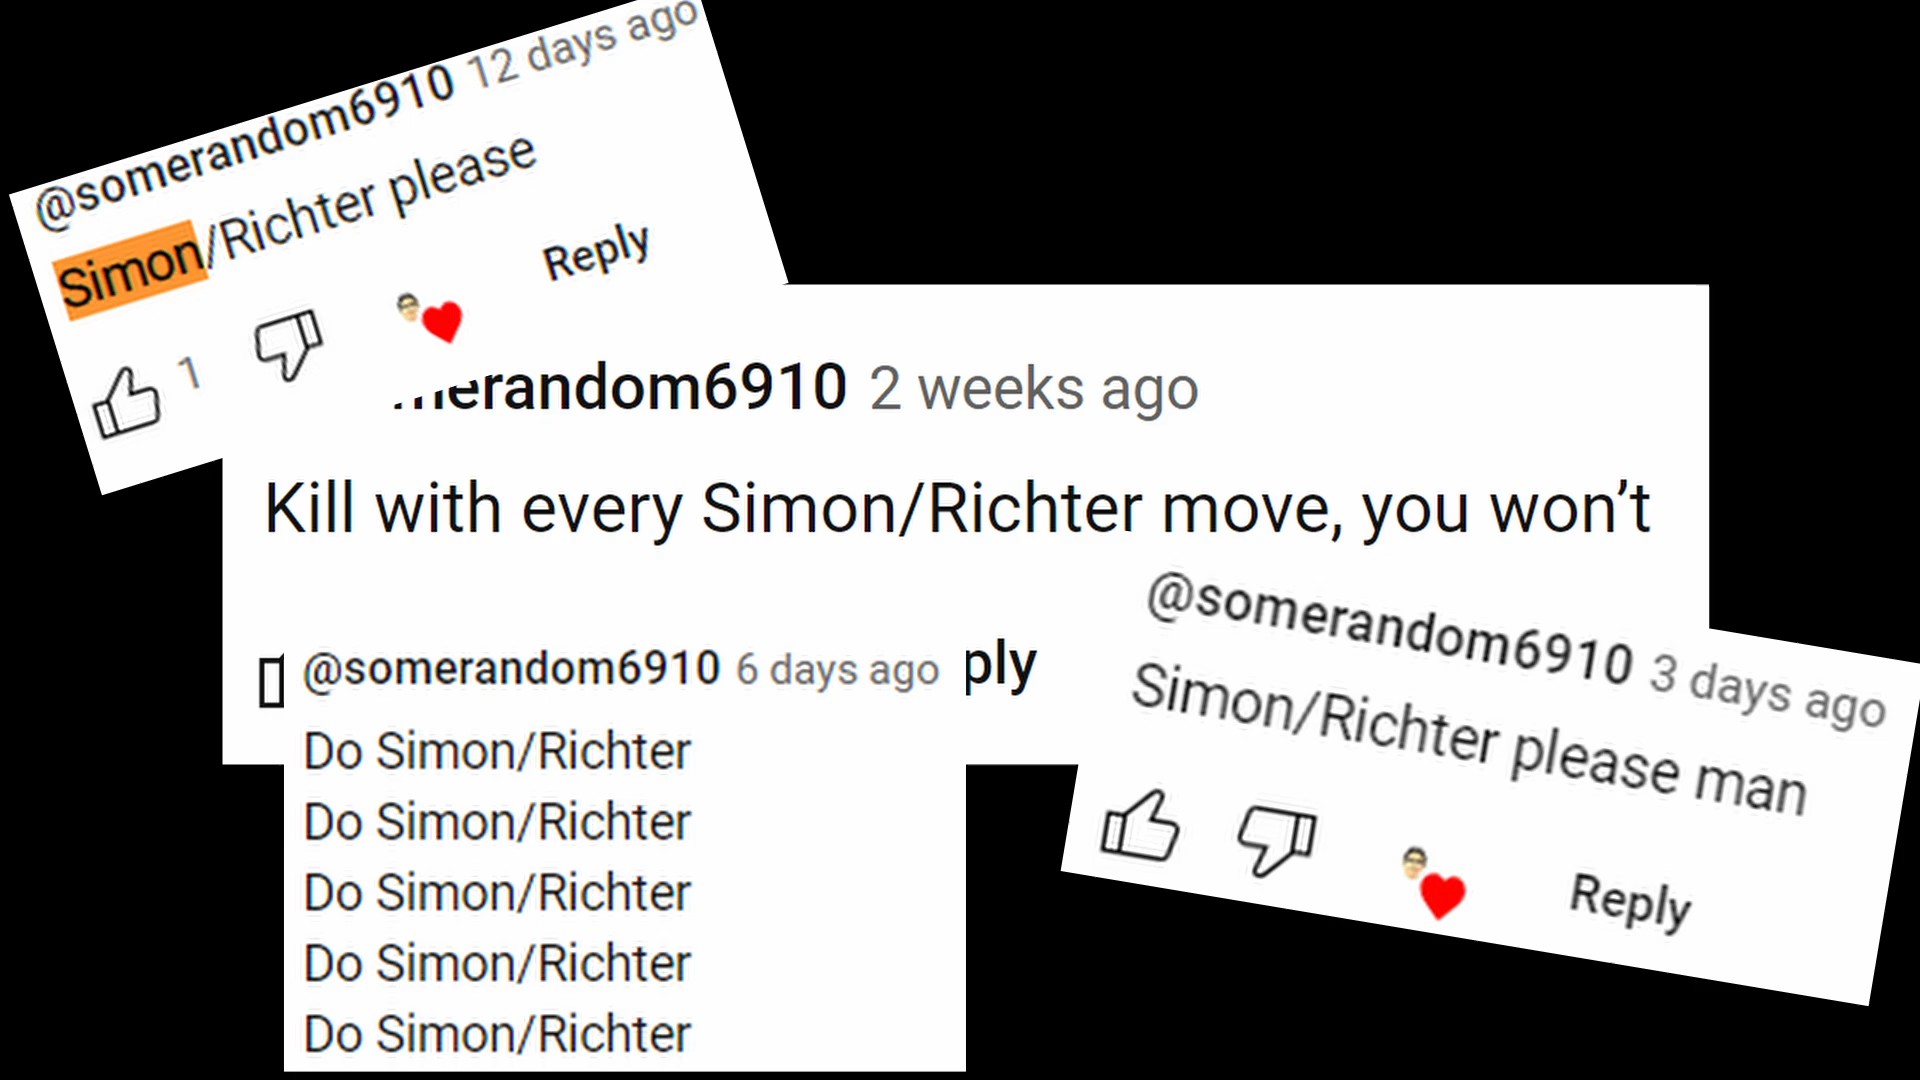 @somerandom6910 12 days ago
Simon/Richter please
1
Reply
merandom6910 2 weeks ago
Kill with every Simon/Richter move, you won’t
ply
@somerandom6910 6 days ago
Do Simon/Richter
Do Simon/Richter
Do Simon/Richter
Do Simon/Richter
Do Simon/Richter
@somerandom6910 3 days ago
Simon/Richter please man
Reply